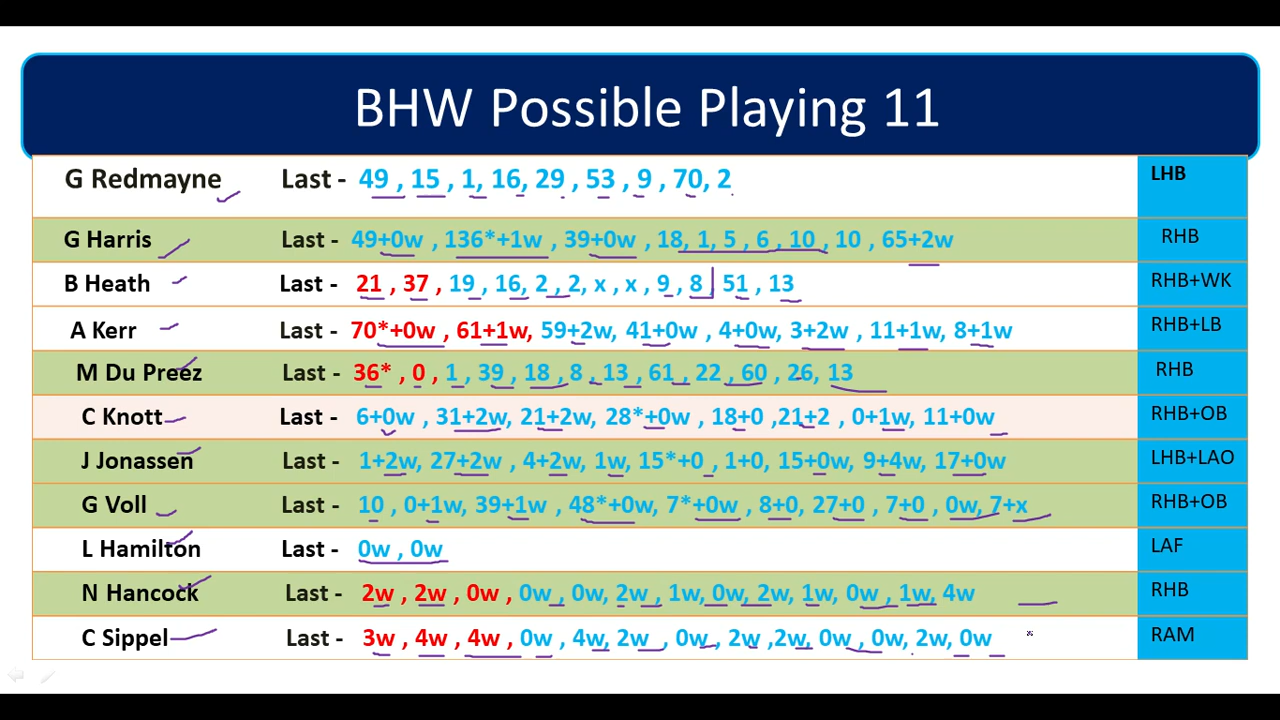 BHW Possible Playing 11
G Redmayne Last - 49 , 15 , 1, 16, 29 , 53 , 9 , 70, 2 LHB
G Harris Last - 49+0w , 136*+1w , 39+0w , 18, 1, 5 , 6 , 10 , 10 , 65+2w RHB
B Heath Last - 21 , 37 , 19 , 16, 2 , 2, x , x , 9 , 8 , 51 , 13 RHB+WK
A Kerr Last - 70*+0w , 61+1w, 59+2w, 41+0w , 4+0w, 3+2w , 11+1w, 8+1w RHB+LB
M Du Preez Last - 36* , 0 , 1 , 39 , 18 , 8 , 13 , 61 , 22 , 60 , 26, 13 RHB
C Knott Last - 6+0w , 31+2w, 21+2w, 28*+0w , 18+0 ,21+2 , 0+1w, 11+0w RHB+OB
J Jonassen Last - 1+2w, 27+2w , 4+2w, 1w, 15*+0 , 1+0, 15+0w, 9+4w, 17+0w LHB+LAO
G Voll Last - 10 , 0+1w, 39+1w , 48*+0w, 7*+0w , 8+0, 27+0 , 7+0 , 0w, 7+x RHB+OB
L Hamilton Last - 0w , 0w LAF
N Hancock Last - 2w , 2w , 0w , 0w , 0w, 2w , 1w, 0w, 2w, 1w, 0w , 1w, 4w RHB
C Sippel Last - 3w , 4w , 4w , 0w , 4w, 2w , 0w , 2w ,2w, 0w , 0w, 2w, 0w RAM